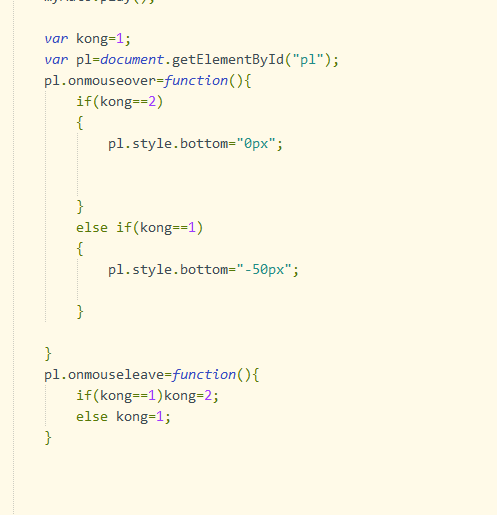 var kong=1;
var pl=document.getElementById("pl");
pl.onmouseover=function(){
if(kong==2)
{
pl.style.bottom="0px";
}
else if(kong==1)
{
pl.style.bottom="-50px";
}
}
pl.onmouseleave=function(){
if(kong==1)kong=2;
else kong=1;
}